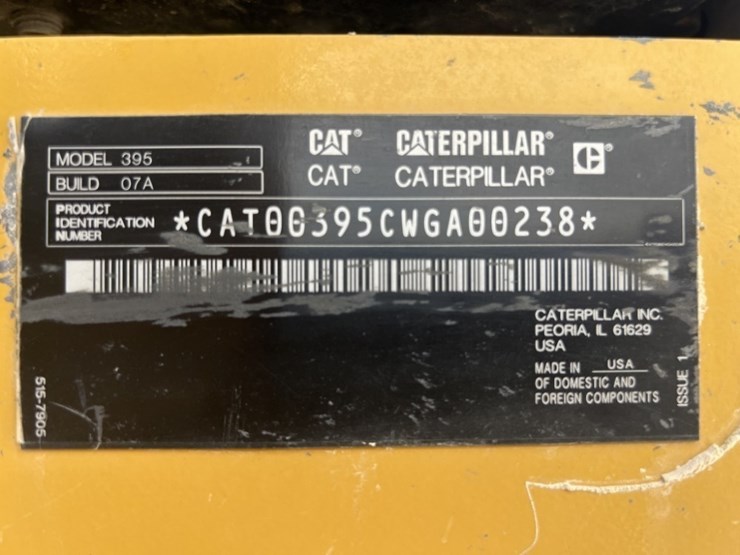 MODEL 395
BUILD 07A
CAT® CATERPILLAR®
CAT® CATERPILLAR®
PRODUCT
IDENTIFICATION
NUMBER
*CAT00395CWGA00238*
CATERPILLAR INC.
PEORIA, IL 61629
USA
MADE IN USA
OF DOMESTIC AND
FOREIGN COMPONENTS
ISSUE 1
515-7905